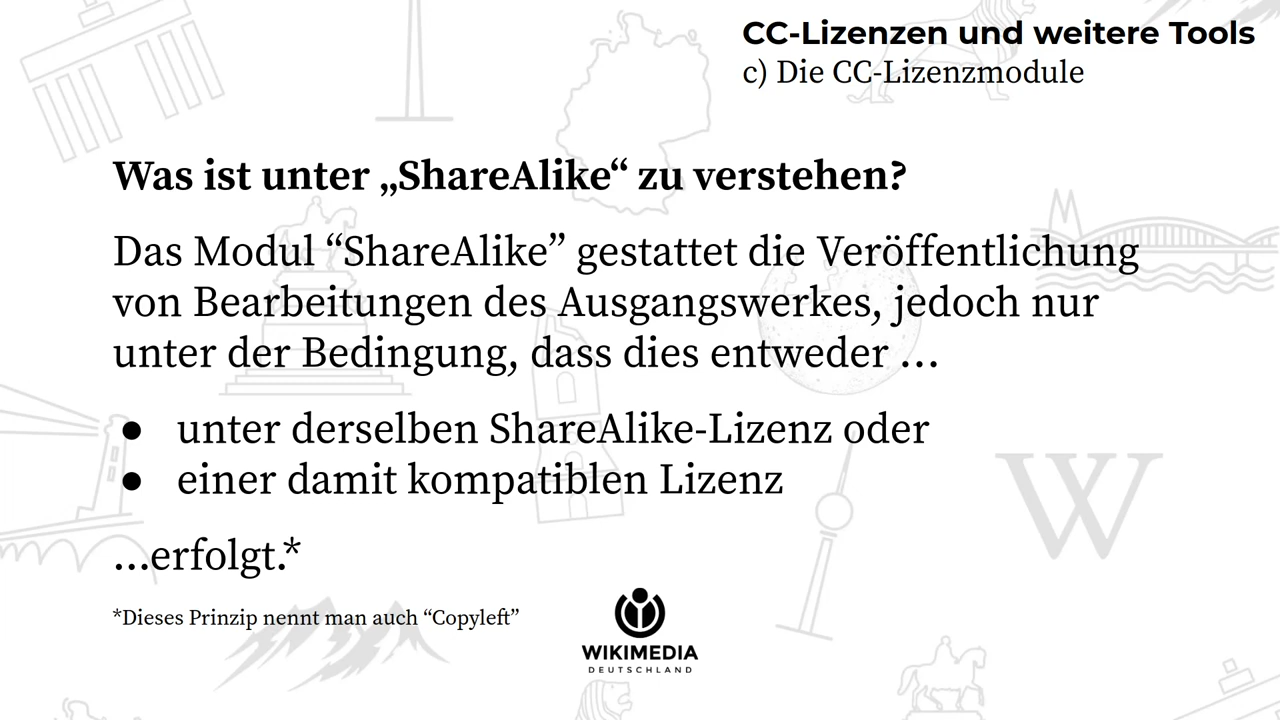 CC-Lizenzen und weitere Tools
c) Die CC-Lizenzmodule
Was ist unter „ShareAlike“ zu verstehen?
Das Modul “ShareAlike” gestattet die Veröffentlichung
von Bearbeitungen des Ausgangswerkes, jedoch nur
unter der Bedingung, dass dies entweder …
● unter derselben ShareAlike-Lizenz oder
● einer damit kompatiblen Lizenz
…erfolgt.*
*Dieses Prinzip nennt man auch “Copyleft”
W
WIKIMEDIA
DEUTSCHLAND